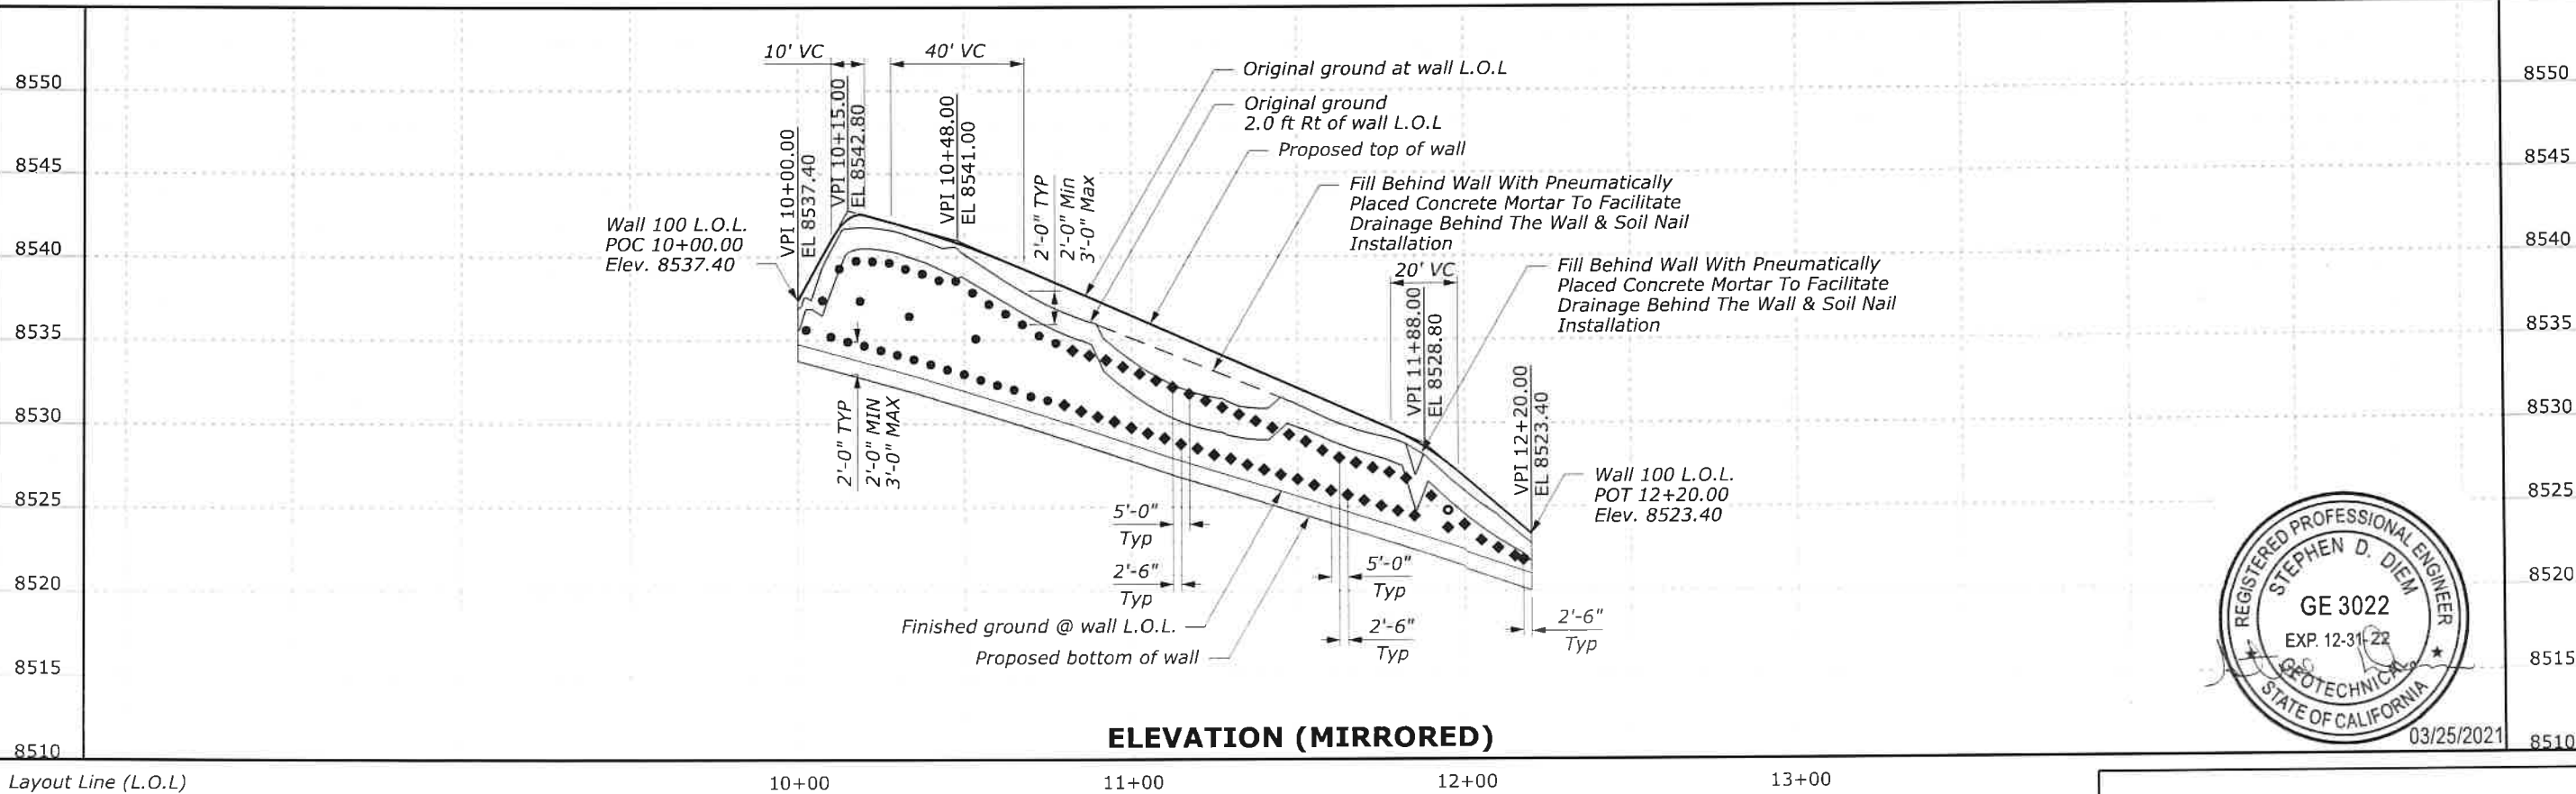 10' VC
40' VC
8550
8545
8540
8535
8530
8525
8520
8515
8510
VPI 10+00.00
EL 8537.40
VPI 10+15.00
EL 8542.80
VPI 10+48.00
EL 8541.00
2'-0" TYP
2'-0" Min
3'-0" Max
Original ground at wall L.O.L
Original ground
2.0 ft Rt of wall L.O.L
Proposed top of wall
Fill Behind Wall With Pneumatically
Placed Concrete Mortar To Facilitate
Drainage Behind The Wall & Soil Nail
Installation
Wall 100 L.O.L.
POC 10+00.00
Elev. 8537.40
20' VC
VPI 11+88.00
EL 8528.80
Fill Behind Wall With Pneumatically
Placed Concrete Mortar To Facilitate
Drainage Behind The Wall & Soil Nail
Installation
VPI 12+20.00
EL 8523.40
Wall 100 L.O.L.
POT 12+20.00
Elev. 8523.40
2'-0" TYP
2'-0" MIN
3'-0" MAX
5'-0"
Typ
2'-6"
Typ
5'-0"
Typ
2'-6"
Typ
2'-6"
Typ
Finished ground @ wall L.O.L.
Proposed bottom of wall
8550
8545
8540
8535
8530
8525
8520
8515
8510
REGISTERED PROFESSIONAL ENGINEER
STEPHEN D. DIEM
GE 3022
EXP. 12-31-22
GEOTECHNICAL
STATE OF CALIFORNIA
03/25/2021
ELEVATION (MIRRORED)
Layout Line (L.O.L)
10+00
11+00
12+00
13+00